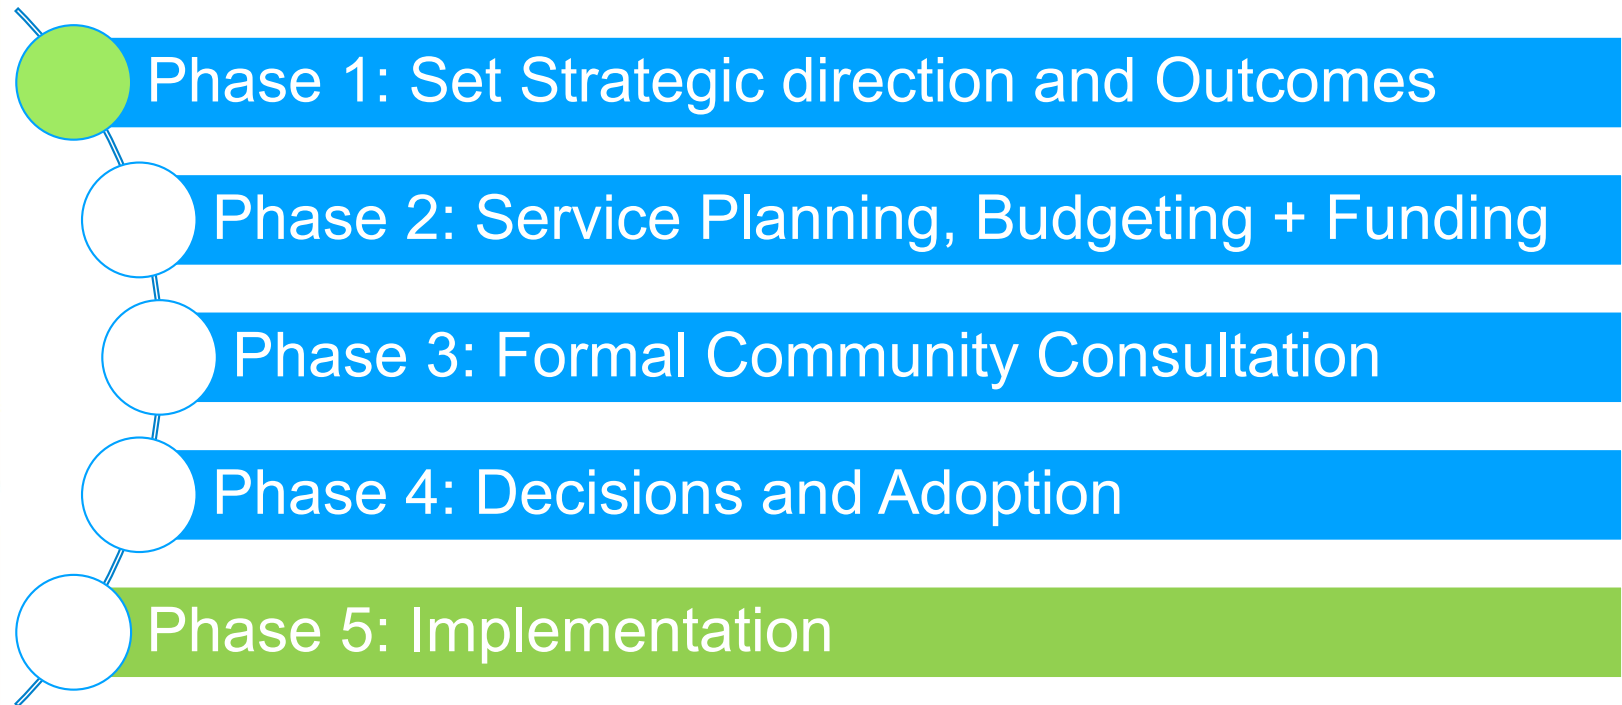 Phase 1: Set Strategic direction and Outcomes
Phase 2: Service Planning, Budgeting + Funding
Phase 3: Formal Community Consultation
Phase 4: Decisions and Adoption
Phase 5: Implementation